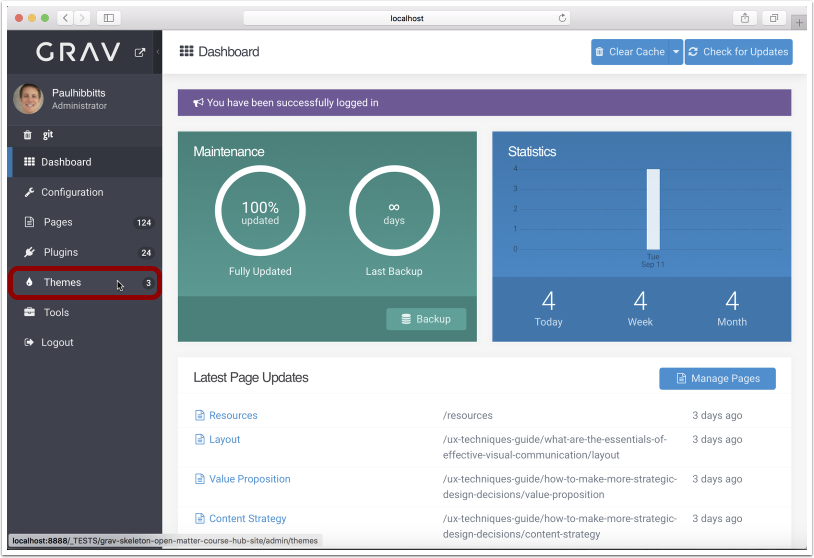 localhost
GRAV
Dashboard
Clear Cache
Check for Updates
Paulhibbitts
Administrator
You have been successfully logged in
git
Dashboard
Configuration
Pages 124
Plugins 24
Themes 3
Tools
Logout
Maintenance
100%
updated
∞
days
Fully Updated
Last Backup
Backup
Statistics
4
3
2
1
0
Tue
Sep 11
4 4 4
Today Week Month
Latest Page Updates
Manage Pages
Resources /resources 3 days ago
Layout /ux-techniques-guide/what-are-the-essentials-of- 3 days ago
effective-visual-communication/layout
Value Proposition /ux-techniques-guide/how-to-make-more-strategic- 3 days ago
design-decisions/value-proposition
Content Strategy /ux-techniques-guide/how-to-make-more-strategic- 3 days ago
design-decisions/content-strategy
localhost:8888/_TESTS/grav-skeleton-open-matter-course-hub-site/admin/themes